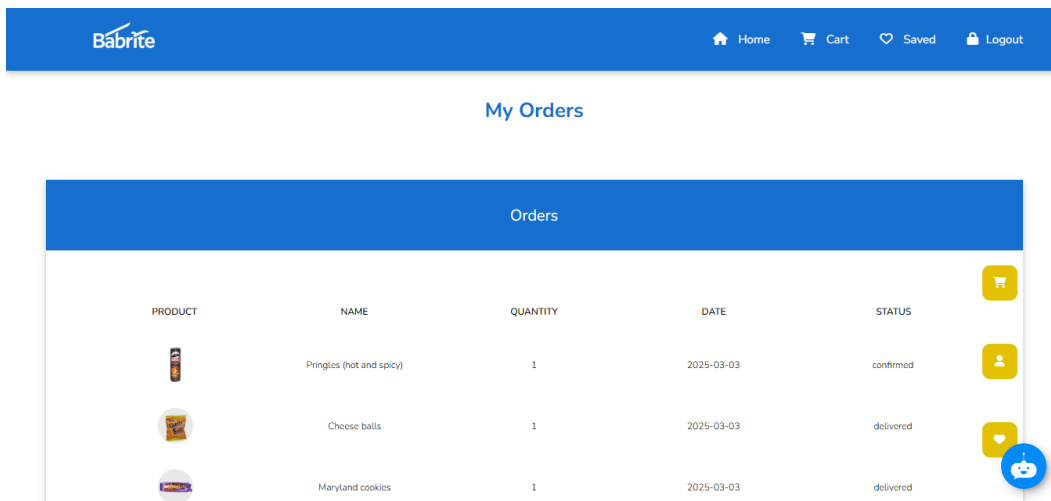 Babrite
Home Cart Saved Logout
My Orders
Orders
PRODUCT NAME QUANTITY DATE STATUS
Pringles (hot and spicy) 1 2025-03-03 confirmed
Cheese balls 1 2025-03-03 delivered
Maryland cookies 1 2025-03-03 delivered